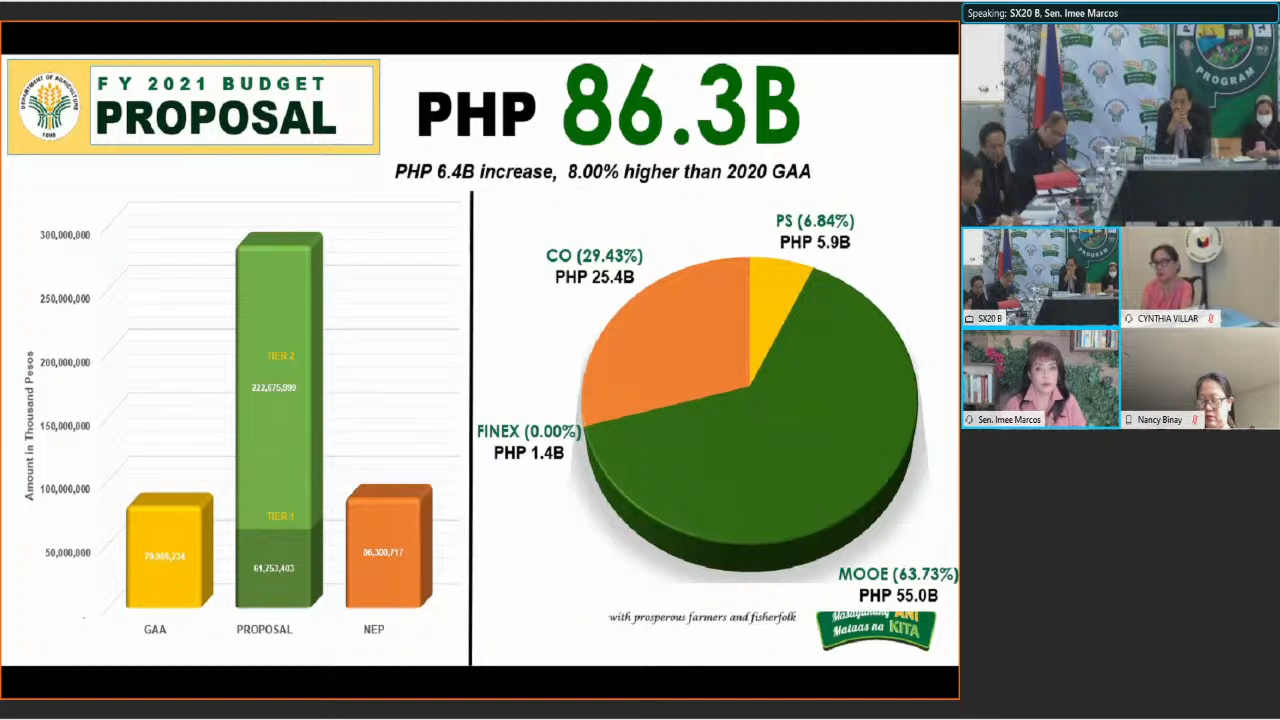 Speaking: SX20 B, Sen. Imee Marcos
DEPARTMENT OF AGRICULTURE
1898
FY 2021 BUDGET
PROPOSAL
PHP 86.3B
PHP 6.4B increase, 8.00% higher than 2020 GAA
Amount in Thousand Pesos
300,000,000
250,000,000
200,000,000
150,000,000
100,000,000
50,000,000
-
TIER 2
222,675,999
TIER 1
61,753,403
86,300,717
GAA
PROPOSAL
NEP
PS (6.84%)
PHP 5.9B
CO (29.43%)
PHP 25.4B
FINEX (0.00%)
PHP 1.4B
MOOE (63.73%)
PHP 55.0B
with prosperous farmers and fisherfolk
Masaganang ANI
Mataas na KITA
PROGRAM
SX20 B
CYNTHIA VILLAR
Sen. Imee Marcos
Nancy Binay